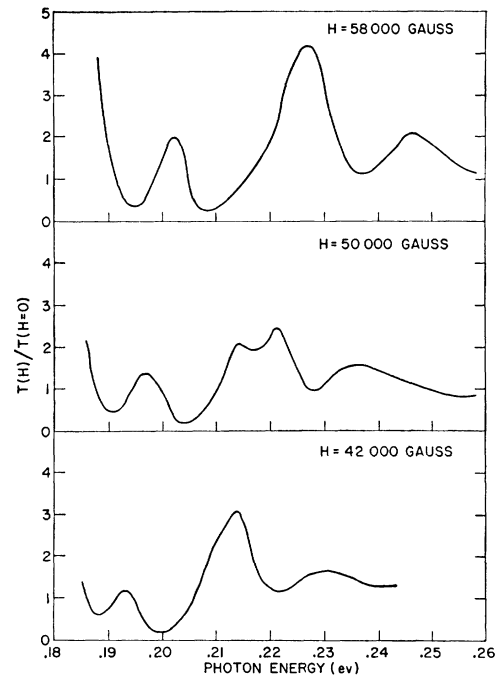 5
H = 58 000 GAUSS
4
3
2
1
0
H = 50 000 GAUSS
4
3
2
1
0
T(H)/T(H=0)
H = 42 000 GAUSS
4
3
2
1
0
.18 .19 .20 .21 .22 .23 .24 .25 .26
PHOTON ENERGY (ev)